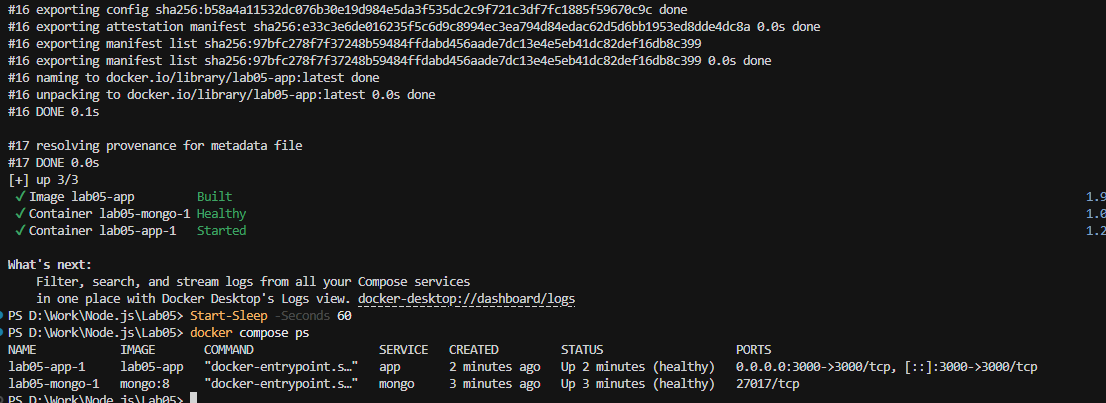 #16 exporting config sha256:b58a4a11532dc076b30e19d984e5da3f535dc2c9f721c3df7fc1885f59670c9c done
#16 exporting attestation manifest sha256:e33c3e6de016235f5c6d9c8994ec3ea794d84edac62d5d6bb1953ed8dde4dc8a 0.0s done
#16 exporting manifest list sha256:97bfc278f7f37248b59484ffdabd456aade7dc13e4e5eb41dc82def16db8c399
#16 exporting manifest list sha256:97bfc278f7f37248b59484ffdabd456aade7dc13e4e5eb41dc82def16db8c399 0.0s done
#16 naming to docker.io/library/lab05-app:latest done
#16 unpacking to docker.io/library/lab05-app:latest 0.0s done
#16 DONE 0.1s
#17 resolving provenance for metadata file
#17 DONE 0.0s
[+] up 3/3
✓ Image lab05-app Built 1.9
✓ Container lab05-mongo-1 Healthy 1.0
✓ Container lab05-app-1 Started 1.2
What's next:
Filter, search, and stream logs from all your Compose services
in one place with Docker Desktop's Logs view. docker-desktop://dashboard/logs
PS D:\Work\Node.js\Lab05> Start-Sleep -Seconds 60
PS D:\Work\Node.js\Lab05> docker compose ps
NAME IMAGE COMMAND SERVICE CREATED STATUS PORTS
lab05-app-1 lab05-app "docker-entrypoint.s…" app 2 minutes ago Up 2 minutes (healthy) 0.0.0.0:3000->3000/tcp, [::]:3000->3000/tcp
lab05-mongo-1 mongo:8 "docker-entrypoint.s…" mongo 3 minutes ago Up 3 minutes (healthy) 27017/tcp
PS D:\Work\Node.js\Lab05>